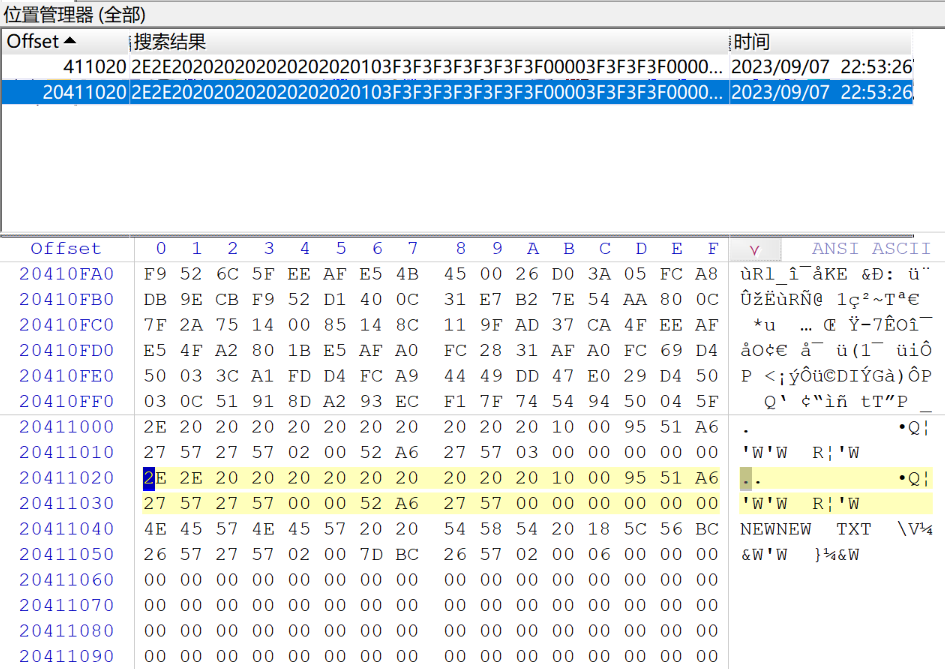 位置管理器 (全部)
Offset 搜索结果 时间
411020 2E2E202020202020202020103F3F3F3F3F3F3F3F00003F3F3F3F0000... 2023/09/07 22:53:26
20411020 2E2E202020202020202020103F3F3F3F3F3F3F3F00003F3F3F3F0000... 2023/09/07 22:53:26
Offset 0 1 2 3 4 5 6 7 8 9 A B C D E F ANSI ASCII
20410FA0 F9 52 6C 5F EE AF E5 4B 45 00 26 D0 3A 05 FC A8 ùRl_î¯åKE &Ð: ü¨
20410FB0 DB 9E CB F9 52 D1 40 0C 31 E7 B2 7E 54 AA 80 0C ÛžËùRÑ@ 1ç²~Tª€
20410FC0 7F 2A 75 14 00 85 14 8C 11 9F AD 37 CA 4F EE AF *u … Œ Ÿ-7ÊOî¯
20410FD0 E5 4F A2 80 1B E5 AF A0 FC 28 31 AF A0 FC 69 D4 åO¢€ å¯ ü(1¯ üiÔ
20410FE0 50 03 3C A1 FD D4 FC A9 44 49 DD 47 E0 29 D4 50 P <¡ýÔü©DIÝGà)ÔP
20410FF0 03 0C 51 91 8D A2 93 EC F1 7F 74 54 94 50 04 5F Q‘ ¢“ìñ tT”P _
20411000 2E 20 20 20 20 20 20 20 20 20 20 10 00 95 51 A6 . •Q¦
20411010 27 57 27 57 02 00 52 A6 27 57 03 00 00 00 00 00 'W'W R¦'W
20411020 2E 2E 20 20 20 20 20 20 20 20 20 10 00 95 51 A6 .. •Q¦
20411030 27 57 27 57 00 00 52 A6 27 57 00 00 00 00 00 00 'W'W R¦'W
20411040 4E 45 57 4E 45 57 20 20 54 58 54 20 18 5C 56 BC NEWNEW TXT \V¼
20411050 26 57 27 57 02 00 7D BC 26 57 02 00 06 00 00 00 &W'W }¼&W
20411060 00 00 00 00 00 00 00 00 00 00 00 00 00 00 00 00
20411070 00 00 00 00 00 00 00 00 00 00 00 00 00 00 00 00
20411080 00 00 00 00 00 00 00 00 00 00 00 00 00 00 00 00
20411090 00 00 00 00 00 00 00 00 00 00 00 00 00 00 00 00